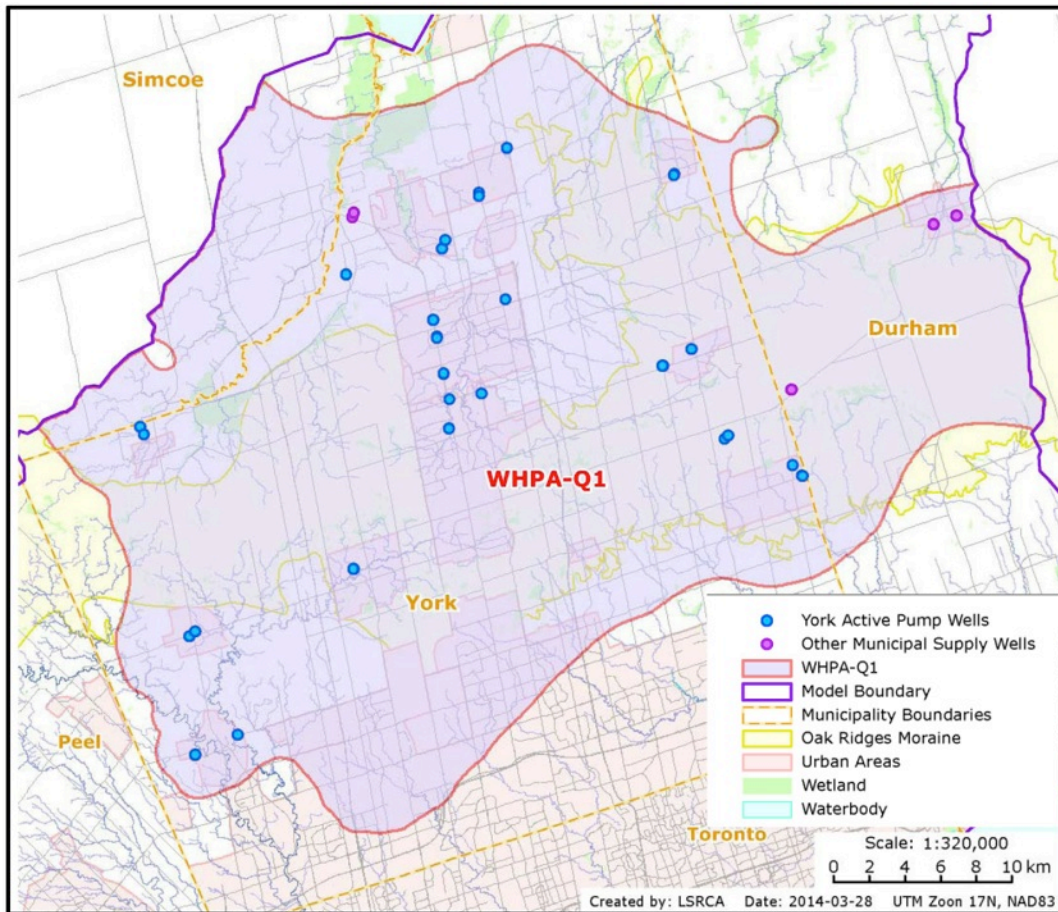 Simcoe
Durham
WHPA-Q1
York
Peel
Toronto
York Active Pump Wells
Other Municipal Supply Wells
WHPA-Q1
Model Boundary
Municipality Boundaries
Oak Ridges Moraine
Urban Areas
Wetland
Waterbody
Scale: 1:320,000
0 2 4 6 8 10 km
Created by: LSRCA Date: 2014-03-28 UTM Zoon 17N, NAD83